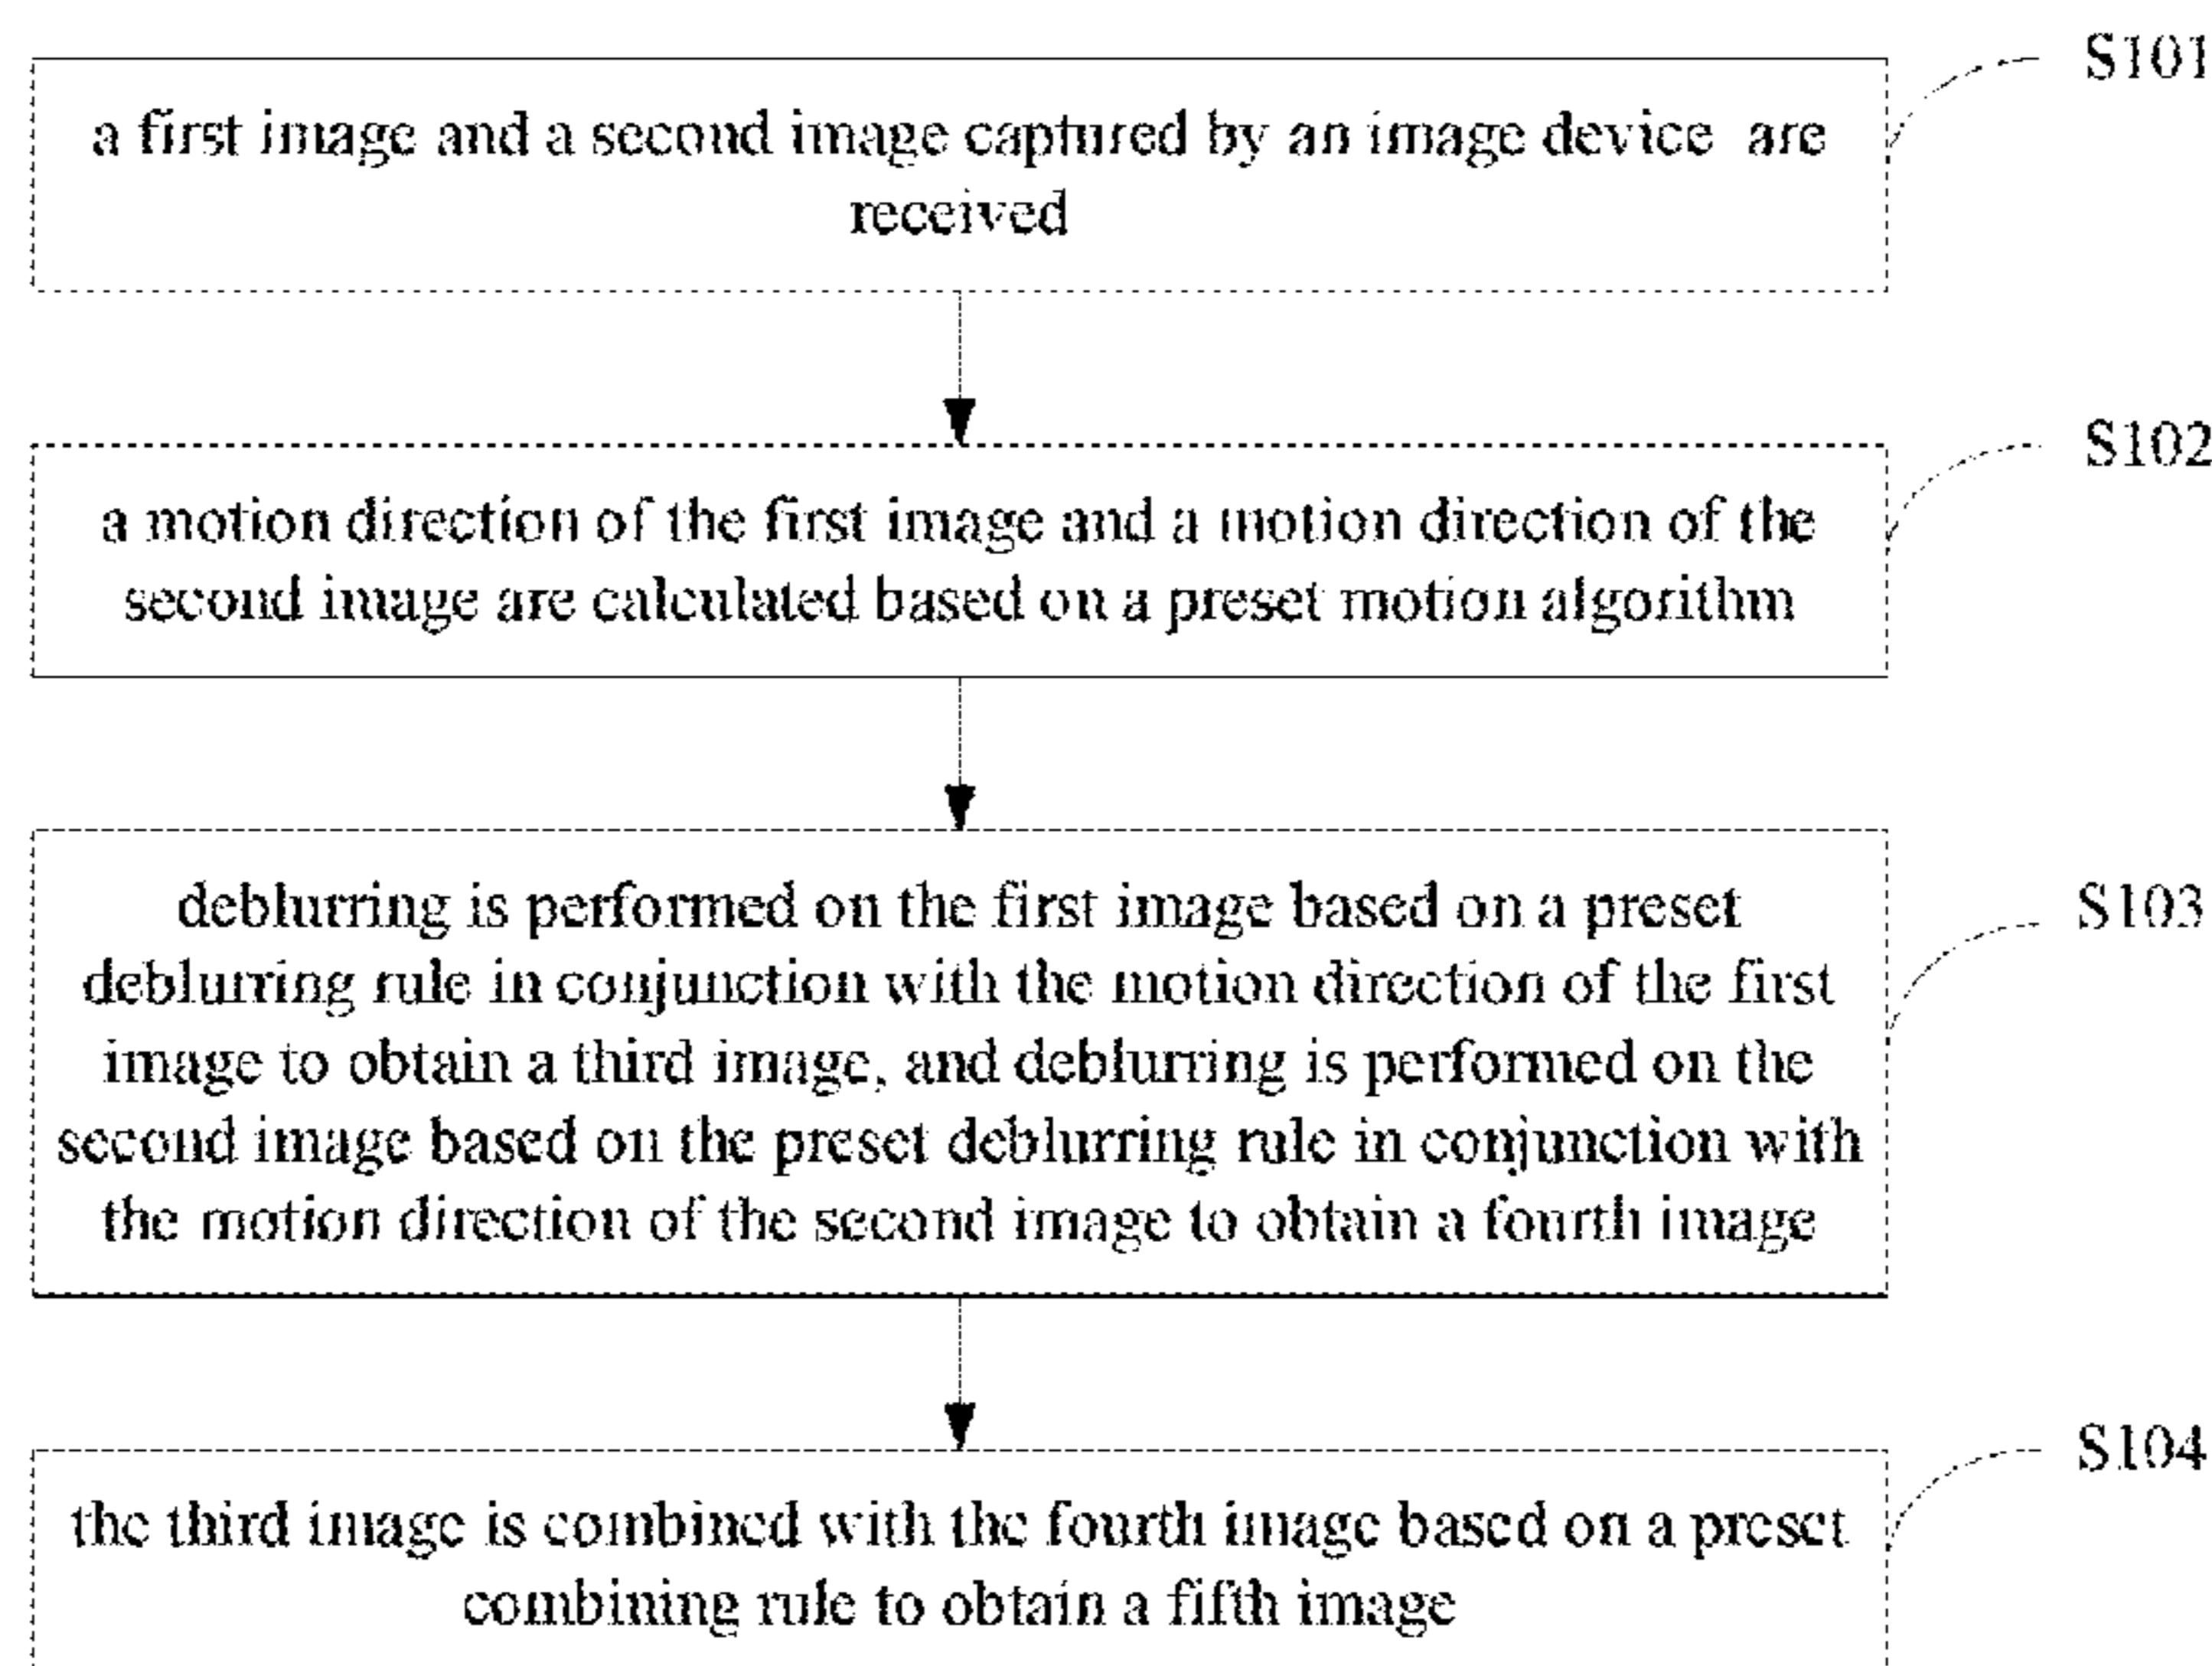 S101
a first image and a second image captured by an image device are
received
S102
a motion direction of the first image and a motion direction of the
second image are calculated based on a preset motion algorithm
S103
deblurring is performed on the first image based on a preset
deblurring rule in conjunction with the motion direction of the first
image to obtain a third image, and deblurring is performed on the
second image based on the preset deblurring rule in conjunction with
the motion direction of the second image to obtain a fourth image
S104
the third image is combined with the fourth image based on a preset
combining rule to obtain a fifth image